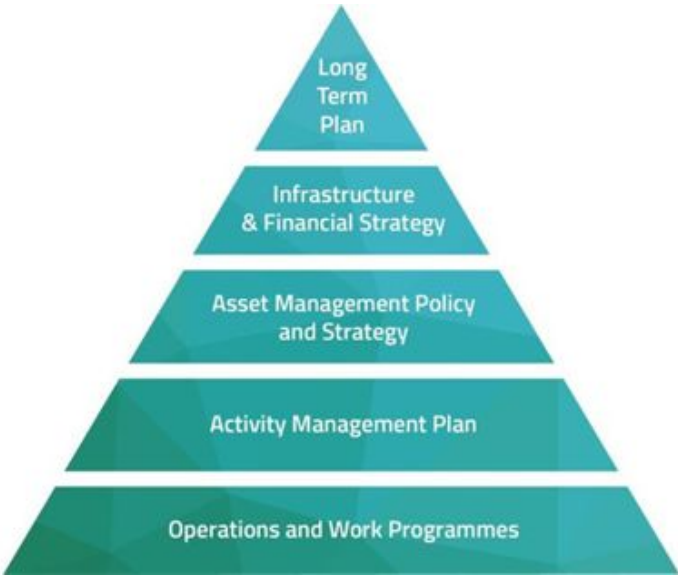 Long
Term
Plan
Infrastructure
& Financial Strategy
Asset Management Policy
and Strategy
Activity Management Plan
Operations and Work Programmes